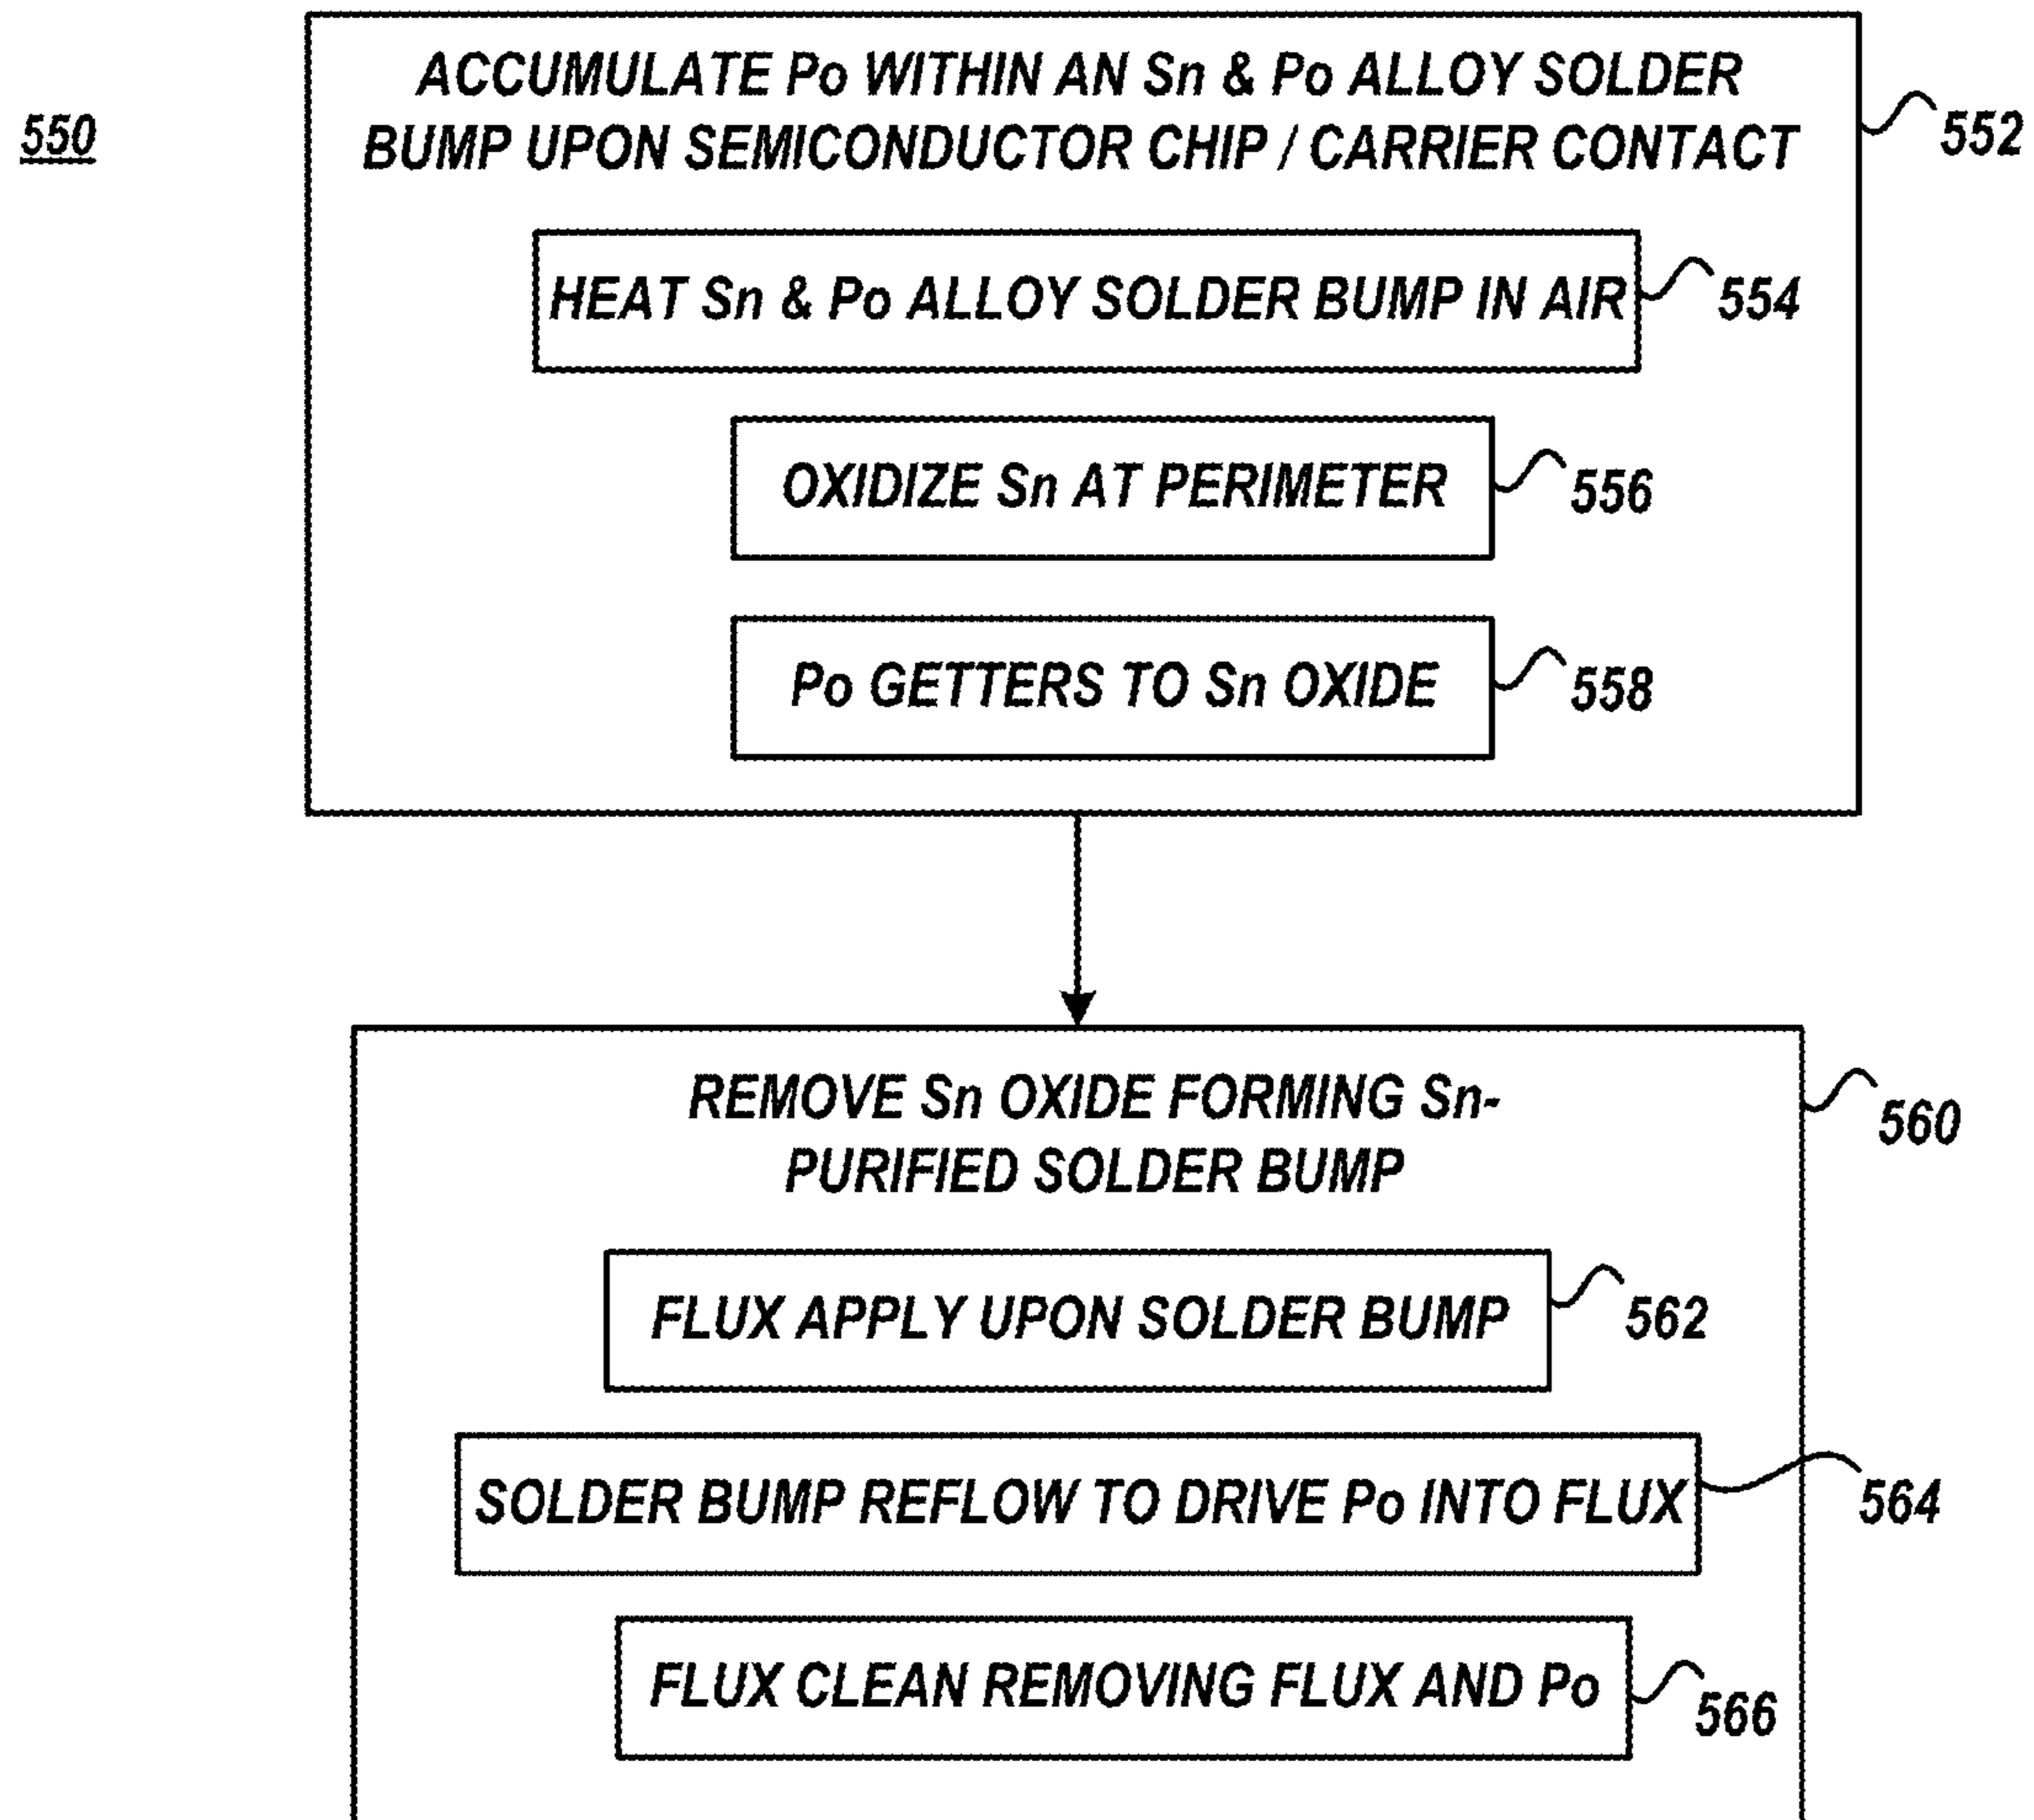 550
ACCUMULATE Po WITHIN AN Sn & Po ALLOY SOLDER
BUMP UPON SEMICONDUCTOR CHIP / CARRIER CONTACT
552
HEAT Sn & Po ALLOY SOLDER BUMP IN AIR
554
OXIDIZE Sn AT PERIMETER
556
Po GETTERS TO Sn OXIDE
558
REMOVE Sn OXIDE FORMING Sn-
PURIFIED SOLDER BUMP
560
FLUX APPLY UPON SOLDER BUMP
562
SOLDER BUMP REFLOW TO DRIVE Po INTO FLUX
564
FLUX CLEAN REMOVING FLUX AND Po
566